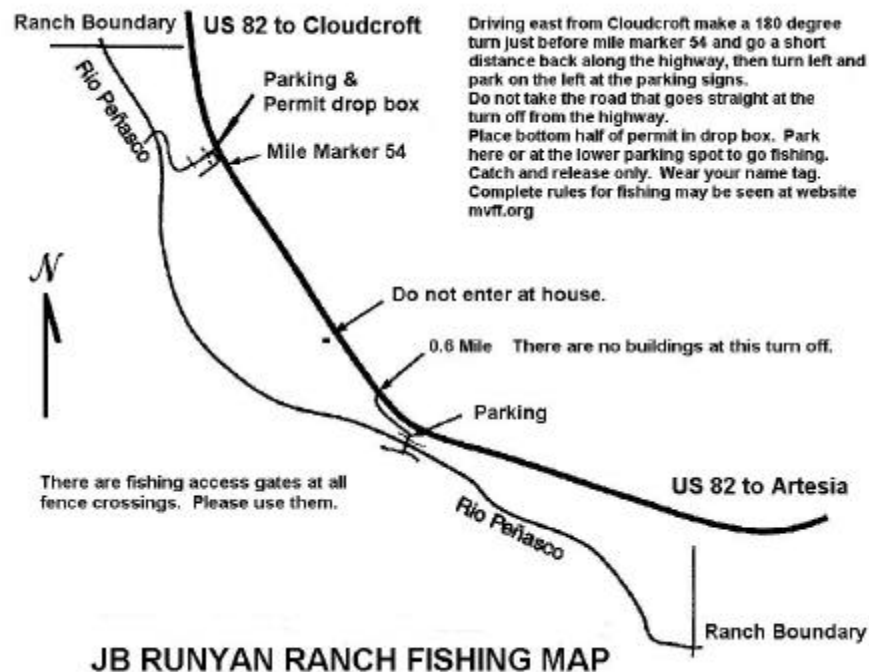 Ranch Boundary
US 82 to Cloudcroft
Driving east from Cloudcroft make a 180 degree
turn just before mile marker 54 and go a short
distance back along the highway, then turn left and
park on the left at the parking signs.
Do not take the road that goes straight at the
turn off from the highway.
Place bottom half of permit in drop box. Park
here or at the lower parking spot to go fishing.
Catch and release only. Wear your name tag.
Complete rules for fishing may be seen at website
mvff.org
Rio Peñasco
Parking &
Permit drop box
Mile Marker 54
N
Do not enter at house.
0.6 Mile There are no buildings at this turn off.
Parking
There are fishing access gates at all
fence crossings. Please use them.
US 82 to Artesia
Rio Peñasco
Ranch Boundary
JB RUNYAN RANCH FISHING MAP